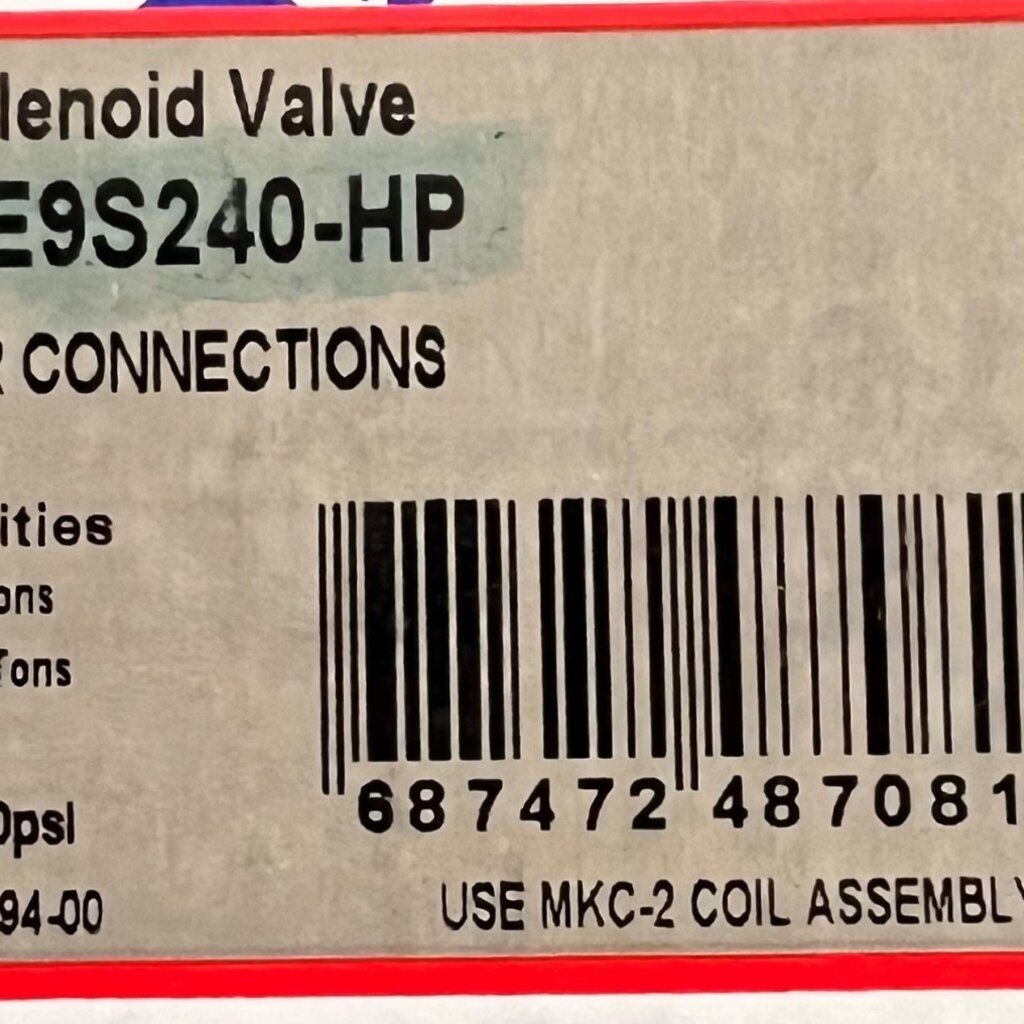 lenoid Valve
E9S240-HP
R CONNECTIONS
ities
ons
Tons
687472 487081
0psi
94-00
USE MKC-2 COIL ASSEMBLY